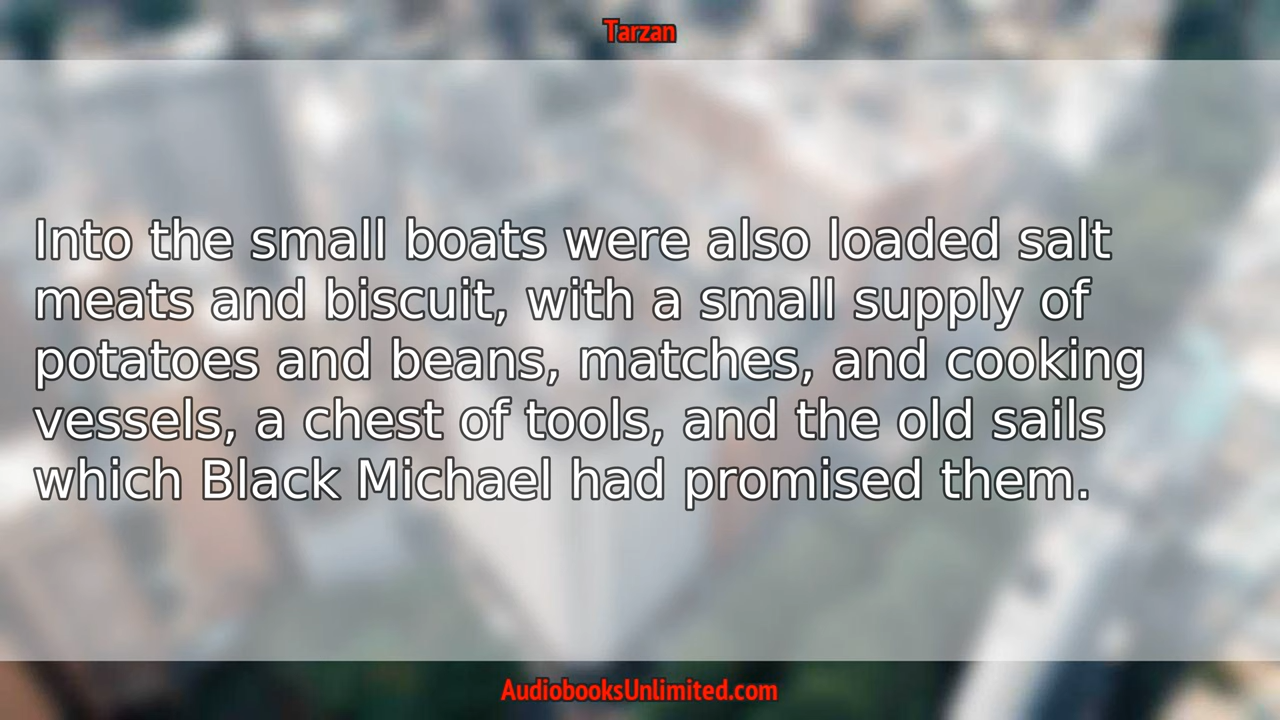 Tarzan
Into the small boats were also loaded salt
meats and biscuit, with a small supply of
potatoes and beans, matches, and cooking
vessels, a chest of tools, and the old sails
which Black Michael had promised them.
AudiobooksUnlimited.com